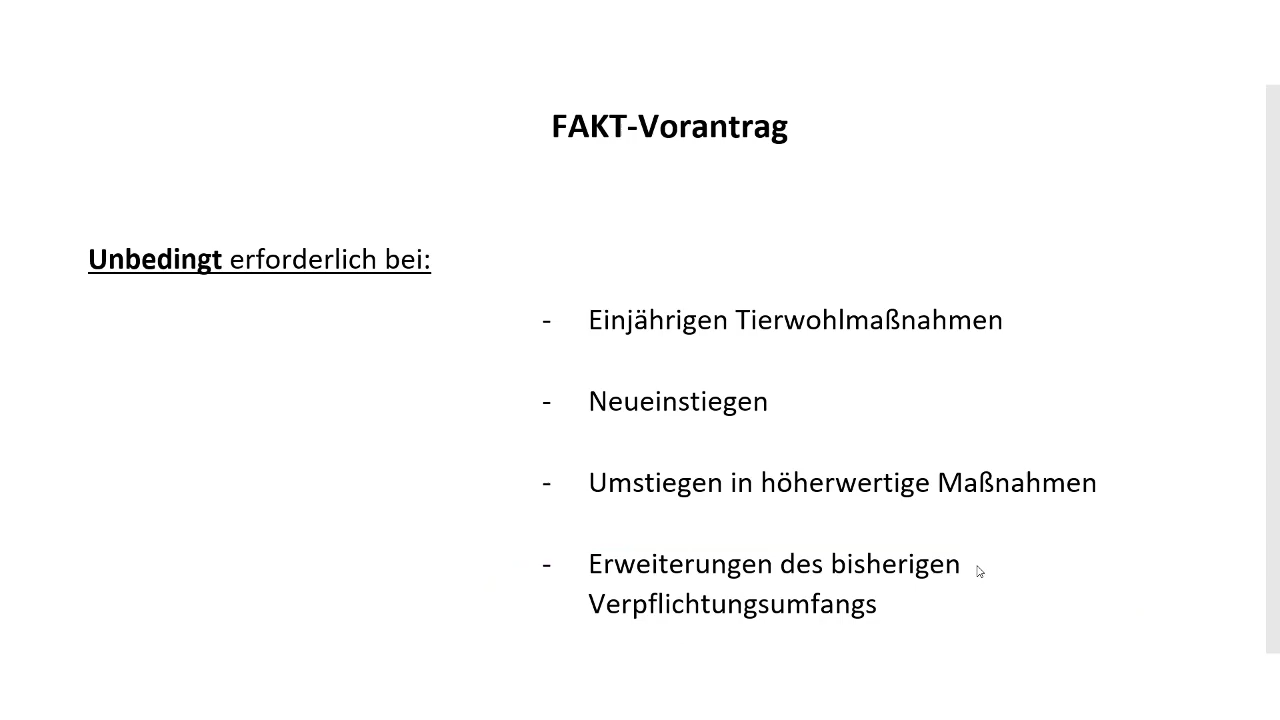 FAKT-Vorantrag
Unbedingt erforderlich bei:
- Einjährigen Tierwohlmaßnahmen
- Neueinstiegen
- Umstiegen in höherwertige Maßnahmen
- Erweiterungen des bisherigen
Verpflichtungsumfangs